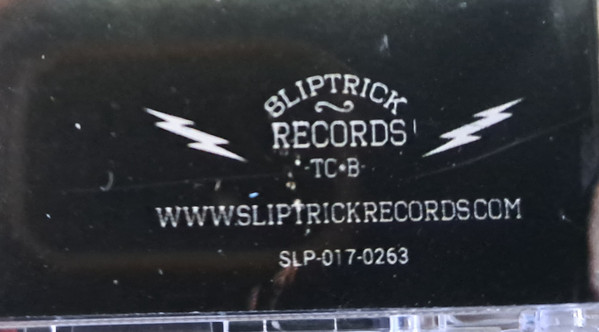 SLIPTRICK
RECORDS
·TC·B·
WWW.SLIPTRICKRECORDS.COM
SLP-017-0263